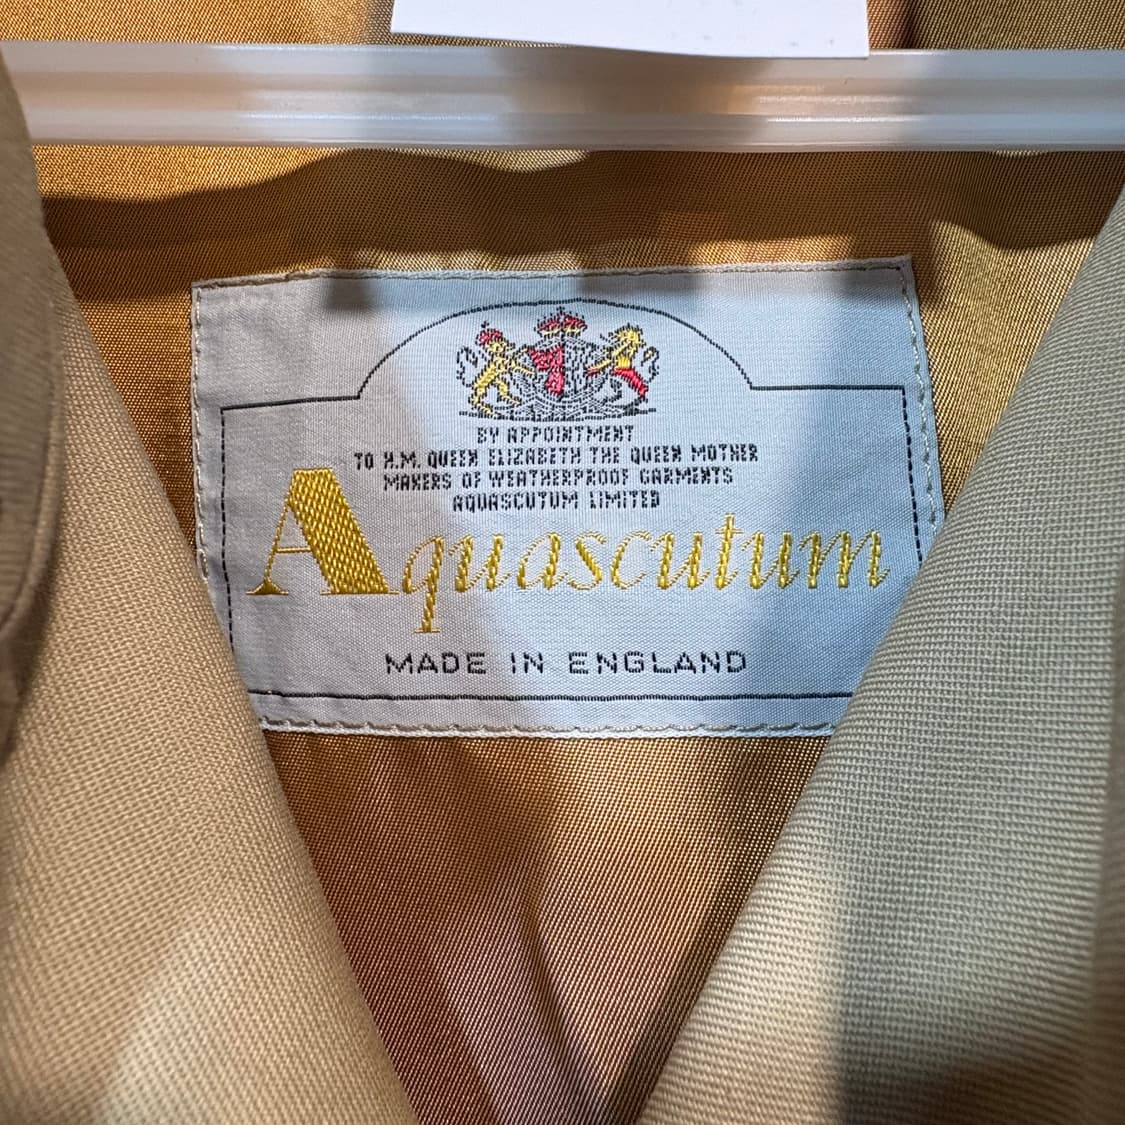 BY APPOINTMENT
TO H.M. QUEEN ELIZABETH THE QUEEN MOTHER
MAKERS OF WEATHERPROOF GARMENTS
AQUASCUTUM LIMITED
Aquascutum
MADE IN ENGLAND